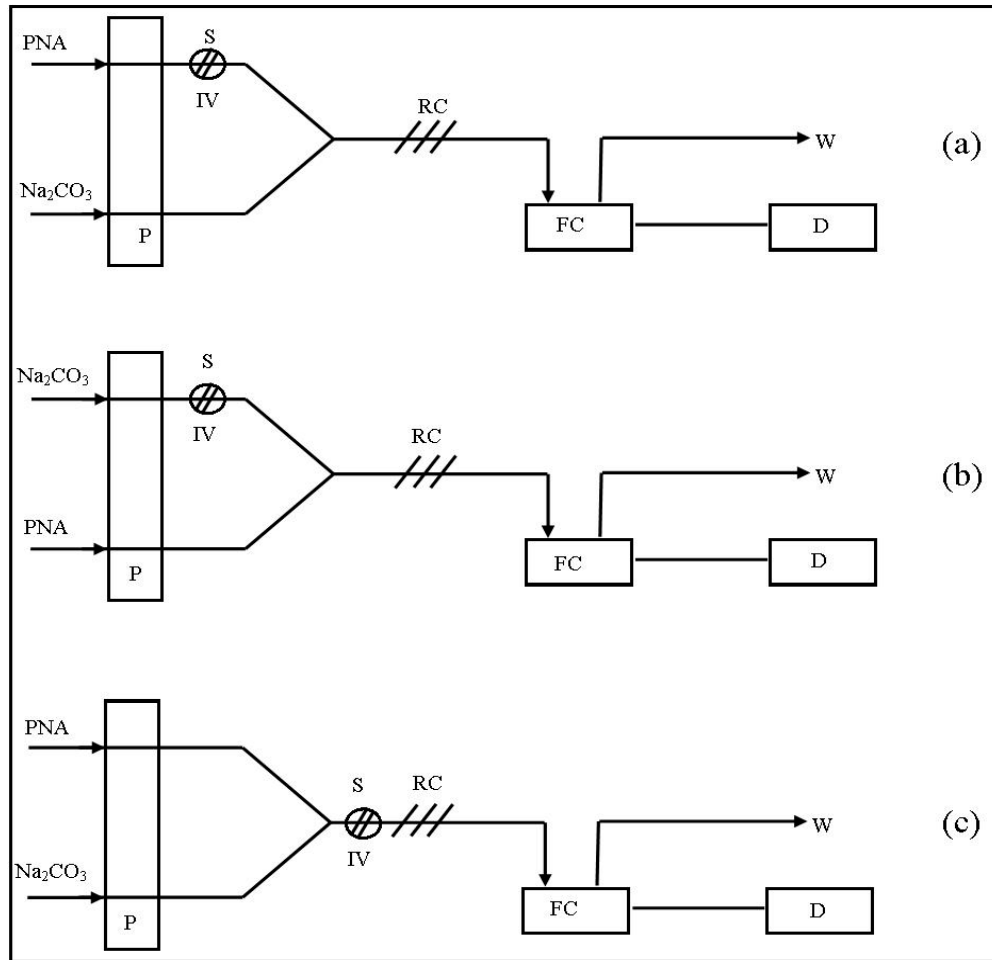 PNA
S
IV
RC
W
(a)
Na₂CO₃
P
FC
D
Na₂CO₃
S
IV
RC
W
(b)
PNA
P
FC
D
PNA
S
RC
IV
W
(c)
Na₂CO₃
P
FC
D